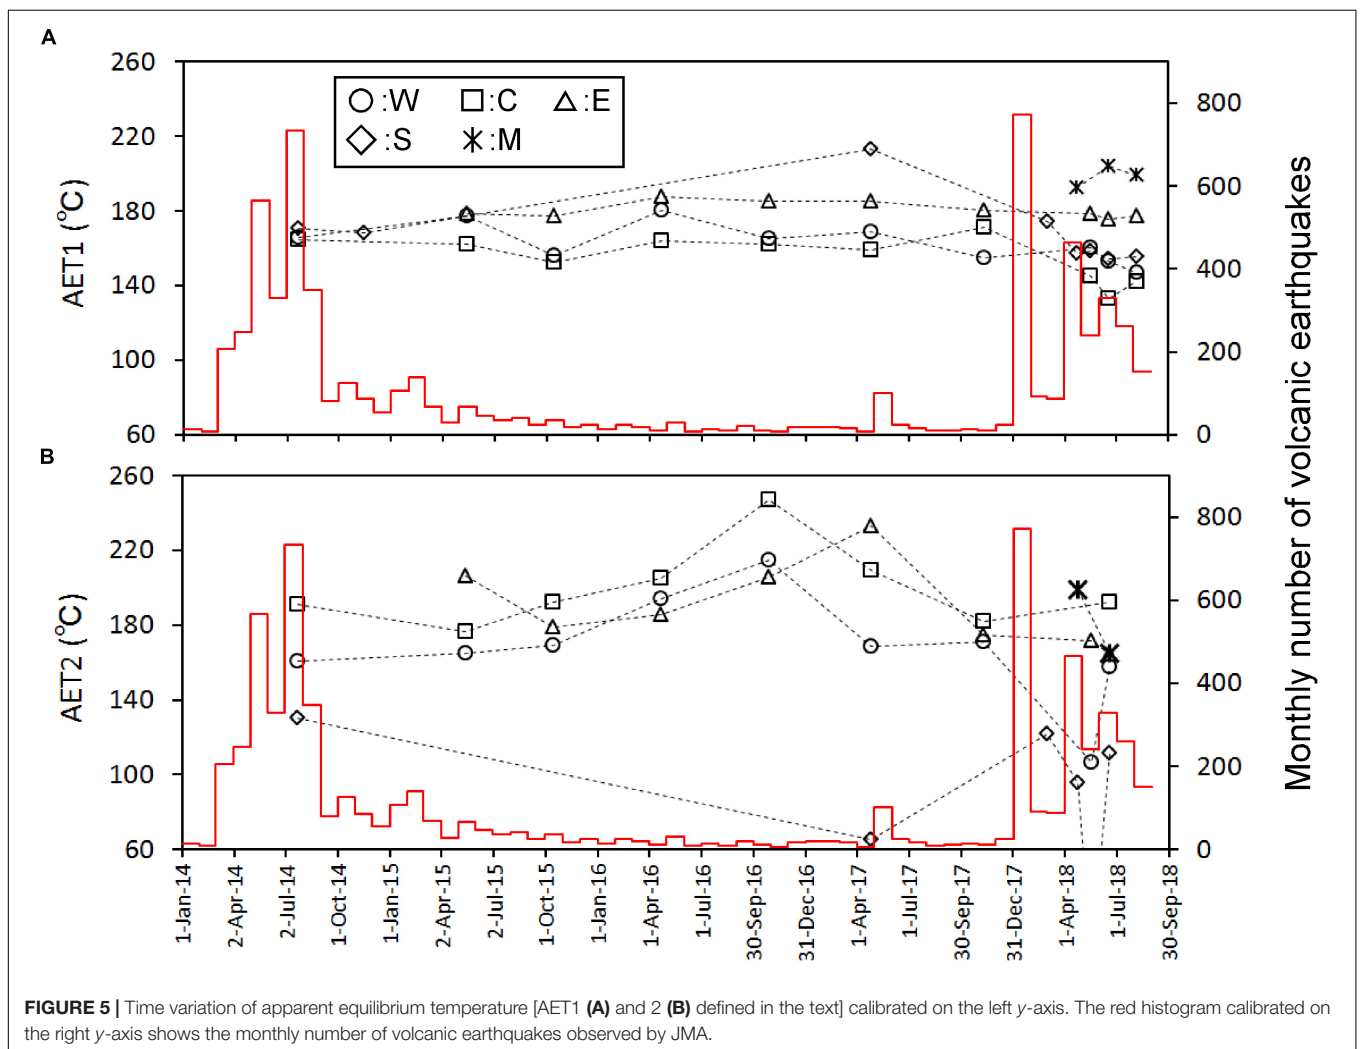 A
260
220
180
140
100
60
AET1 (°C)
○:W □:C △:E
◇:S ✳:M
800
600
400
200
0
B
260
220
180
140
100
60
AET2 (°C)
800
600
400
200
0
Monthly number of volcanic earthquakes
1-Jan-14
2-Apr-14
2-Jul-14
1-Oct-14
1-Jan-15
2-Apr-15
2-Jul-15
1-Oct-15
1-Jan-16
1-Apr-16
1-Jul-16
30-Sep-16
31-Dec-16
1-Apr-17
1-Jul-17
30-Sep-17
31-Dec-17
1-Apr-18
1-Jul-18
30-Sep-18
FIGURE 5 | Time variation of apparent equilibrium temperature [AET1 (A) and 2 (B) defined in the text] calibrated on the left y-axis. The red histogram calibrated on
the right y-axis shows the monthly number of volcanic earthquakes observed by JMA.